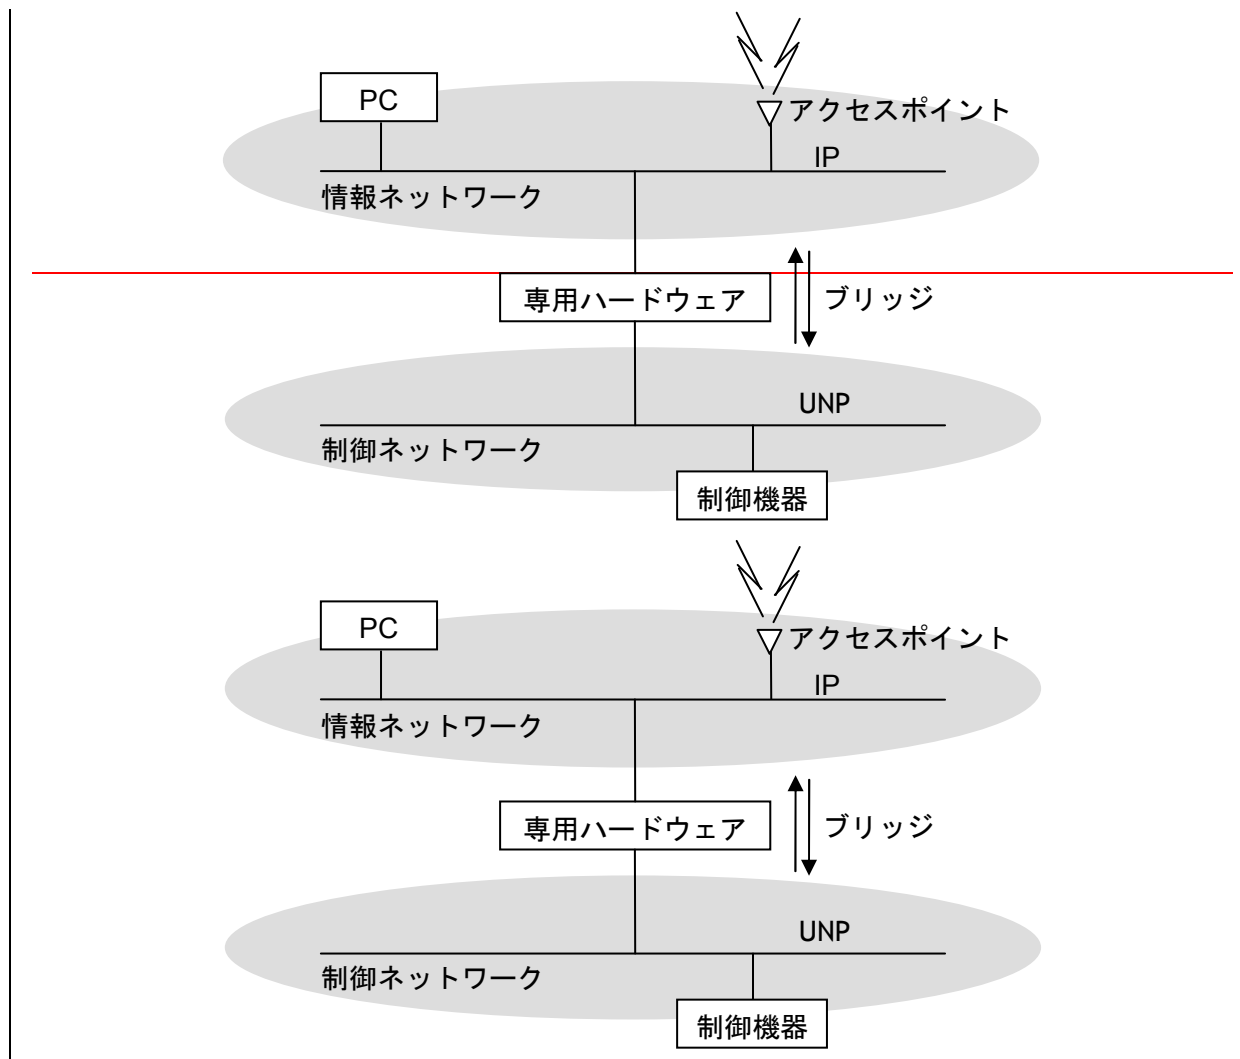 PC
アクセスポイント
IP
情報ネットワーク
専用ハードウェア
ブリッジ
UNP
制御ネットワーク
制御機器
PC
アクセスポイント
IP
情報ネットワーク
専用ハードウェア
ブリッジ
UNP
制御ネットワーク
制御機器